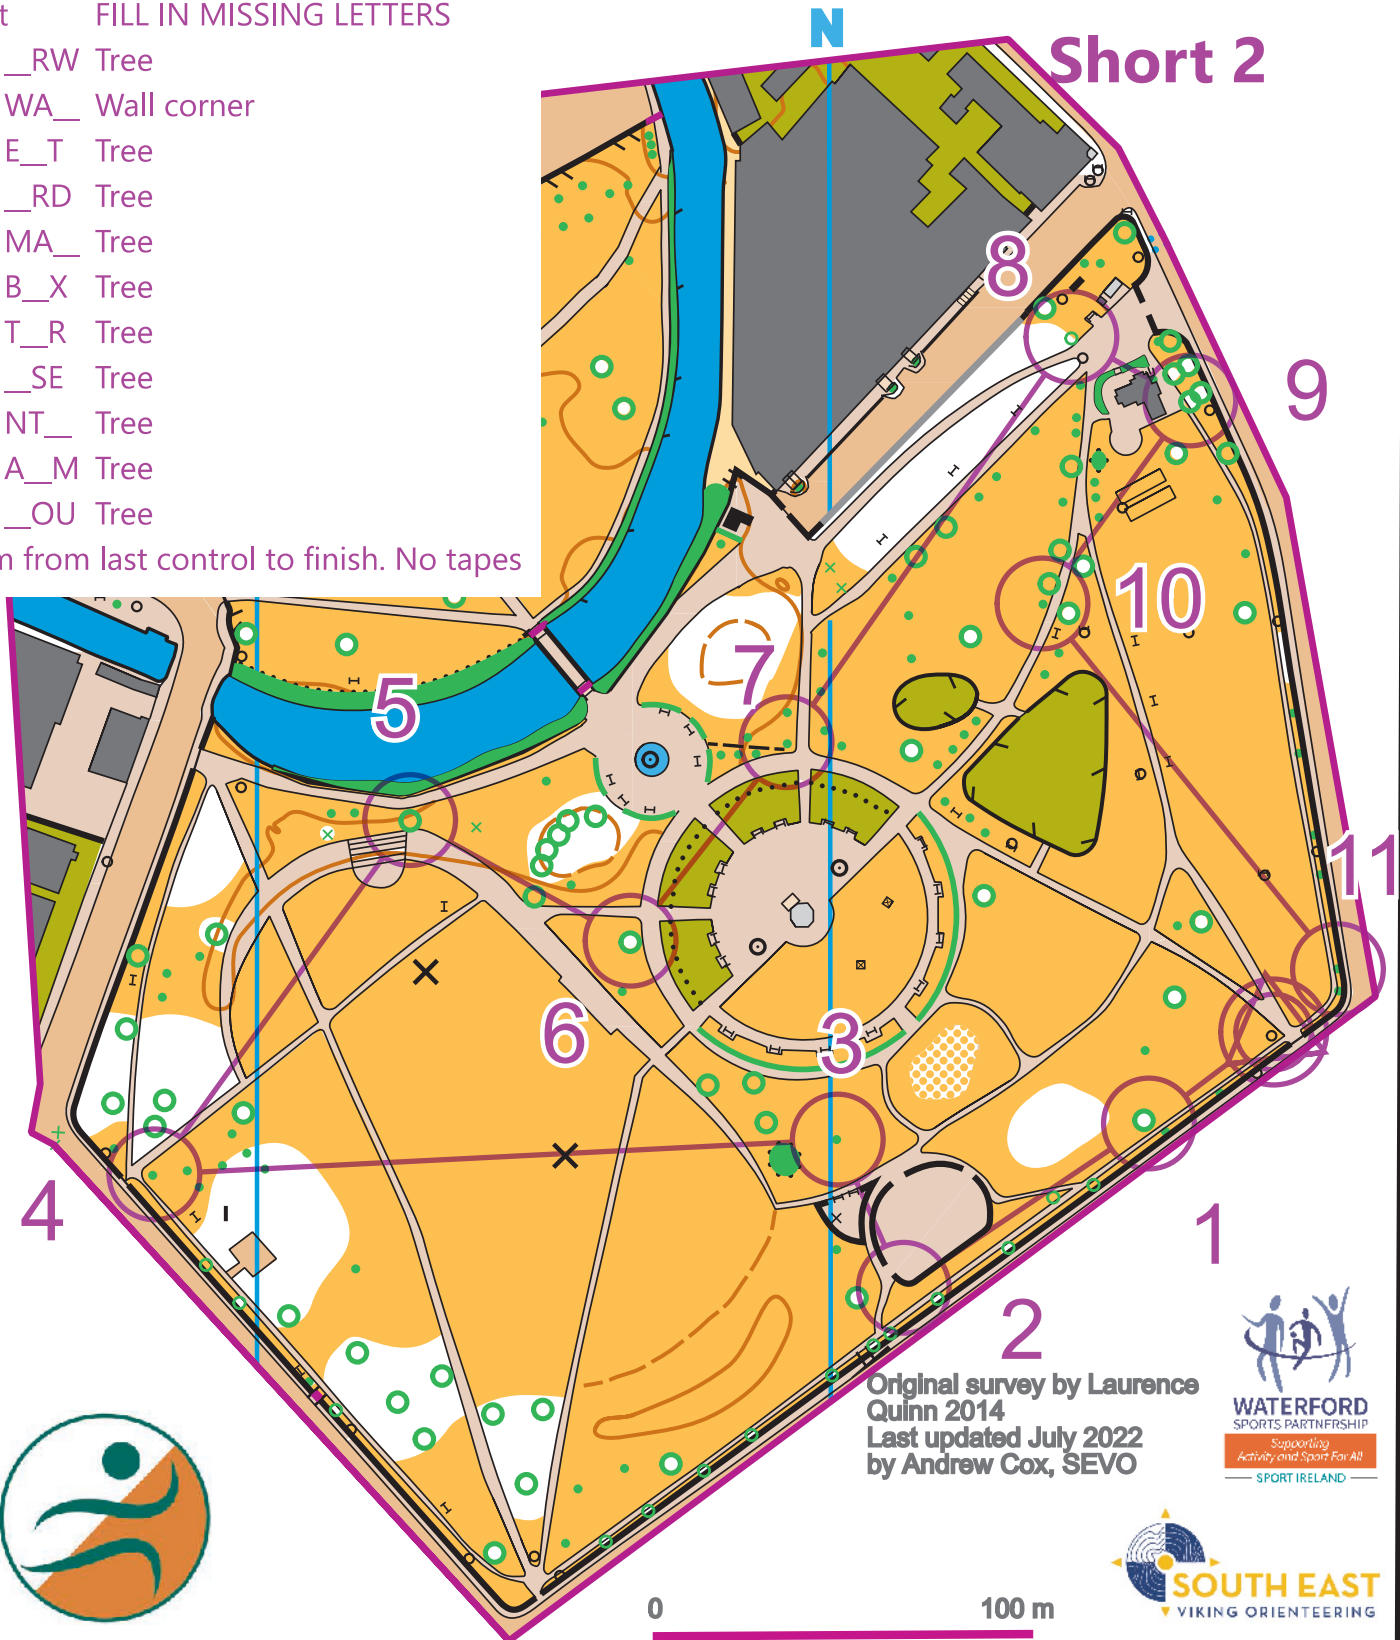 t FILL IN MISSING LETTERS
__RW Tree
WA__ Wall corner
E__T Tree
__RD Tree
MA__ Tree
B__X Tree
T__R Tree
__SE Tree
NT__ Tree
A__M Tree
__OU Tree
m from last control to finish. No tapes
N
Short 2
8
9
10
7
5
11
6
3
4
1
2
Original survey by Laurence
Quinn 2014
Last updated July 2022
by Andrew Cox, SEVO
WATERFORD
SPORTS PARTNERSHIP
Supporting
Activity and Sport For All
SPORT IRELAND
SOUTH EAST
VIKING ORIENTEERING
0 100 m